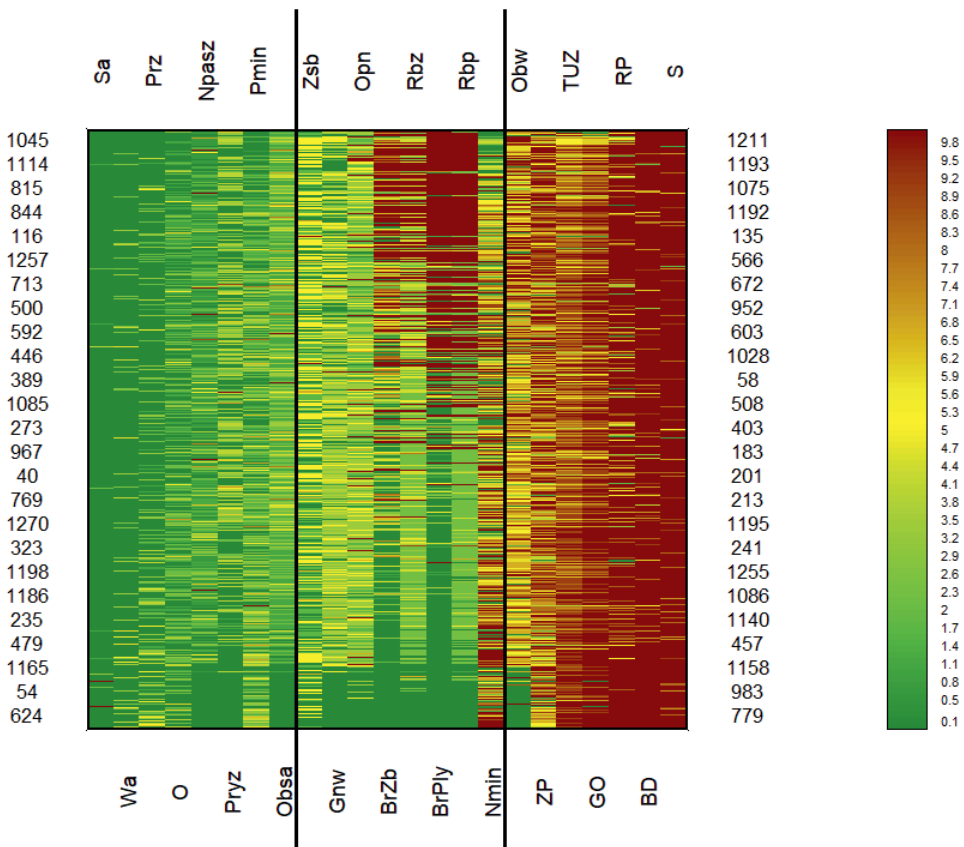 Sa Prz Npasz Pmin Zsb Opn Rbz Rbp Obw TUZ RP S
1045 1211 9.8
1114 1193 9.5
815 1075 9.2
844 1192 8.9
116 135 8.6
1257 566 8.3
713 672 8
500 952 7.7
592 603 7.4
446 1028 7.1
389 58 6.8
1085 508 6.5
273 403 6.2
967 183 5.9
40 201 5.6
769 213 5.3
1270 1195 5
323 241 4.7
1198 1255 4.4
1186 1086 4.1
235 1140 3.8
479 457 3.5
1165 1158 3.2
54 983 2.9
624 779 2.6
2.3
2
1.7
1.4
1.1
0.8
0.5
0.1
Wa O Pryz Obsa Gnw BrZb BrPly Nmin ZP GO BD